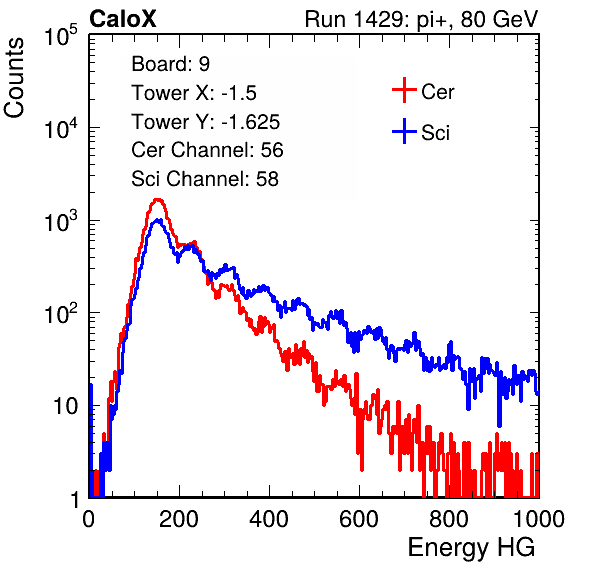 CaloX Run 1429: pi+, 80 GeV
Counts
10^5
10^4
10^3
10^2
10
1
Board: 9
Tower X: -1.5
Tower Y: -1.625
Cer Channel: 56
Sci Channel: 58
Cer
Sci
0 200 400 600 800 1000
Energy HG